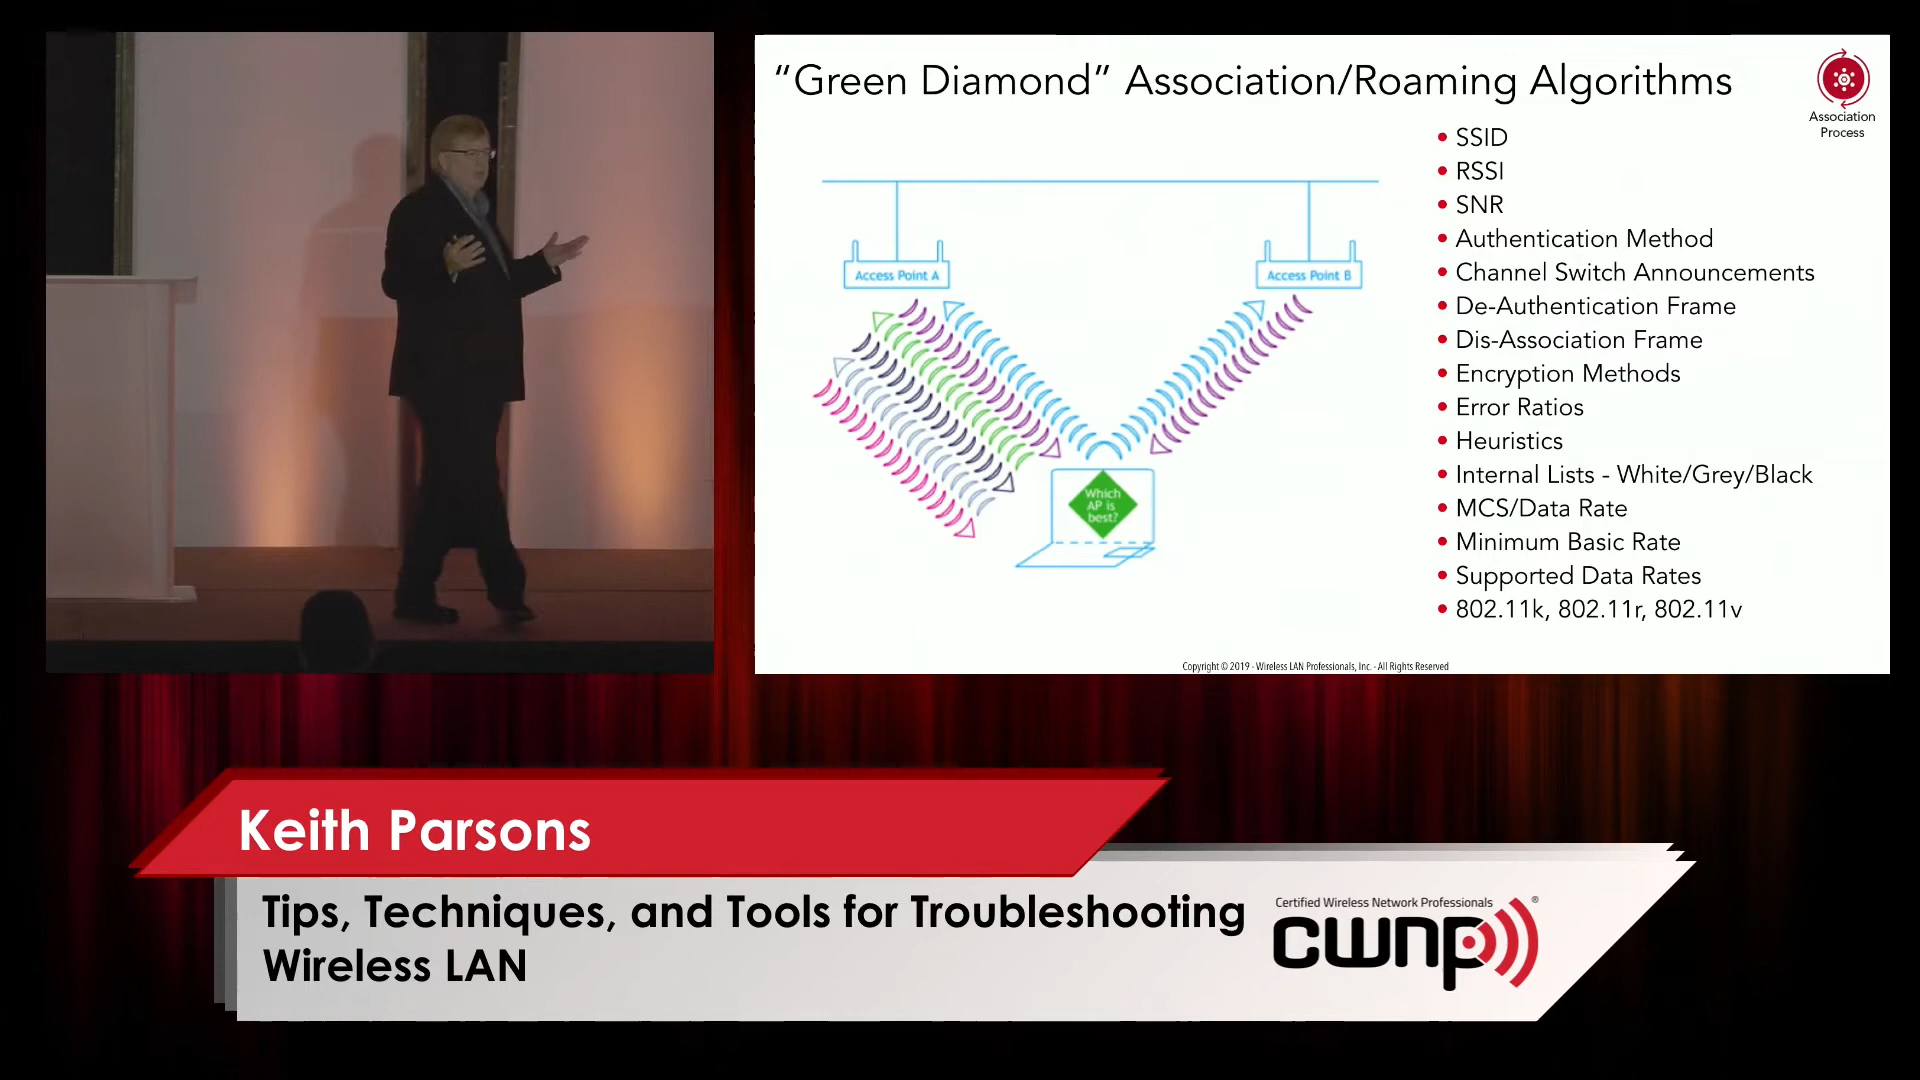 “Green Diamond” Association/Roaming Algorithms
Association
Process
• SSID
• RSSI
• SNR
• Authentication Method
• Channel Switch Announcements
• De-Authentication Frame
• Dis-Association Frame
• Encryption Methods
• Error Ratios
• Heuristics
• Internal Lists - White/Grey/Black
• MCS/Data Rate
• Minimum Basic Rate
• Supported Data Rates
• 802.11k, 802.11r, 802.11v
Access Point A
Access Point B
Which
AP is
best?
Copyright © 2019 - Wireless LAN Professionals, Inc. - All Rights Reserved
Keith Parsons
Tips, Techniques, and Tools for Troubleshooting
Wireless LAN
Certified Wireless Network Professionals
cwnp®